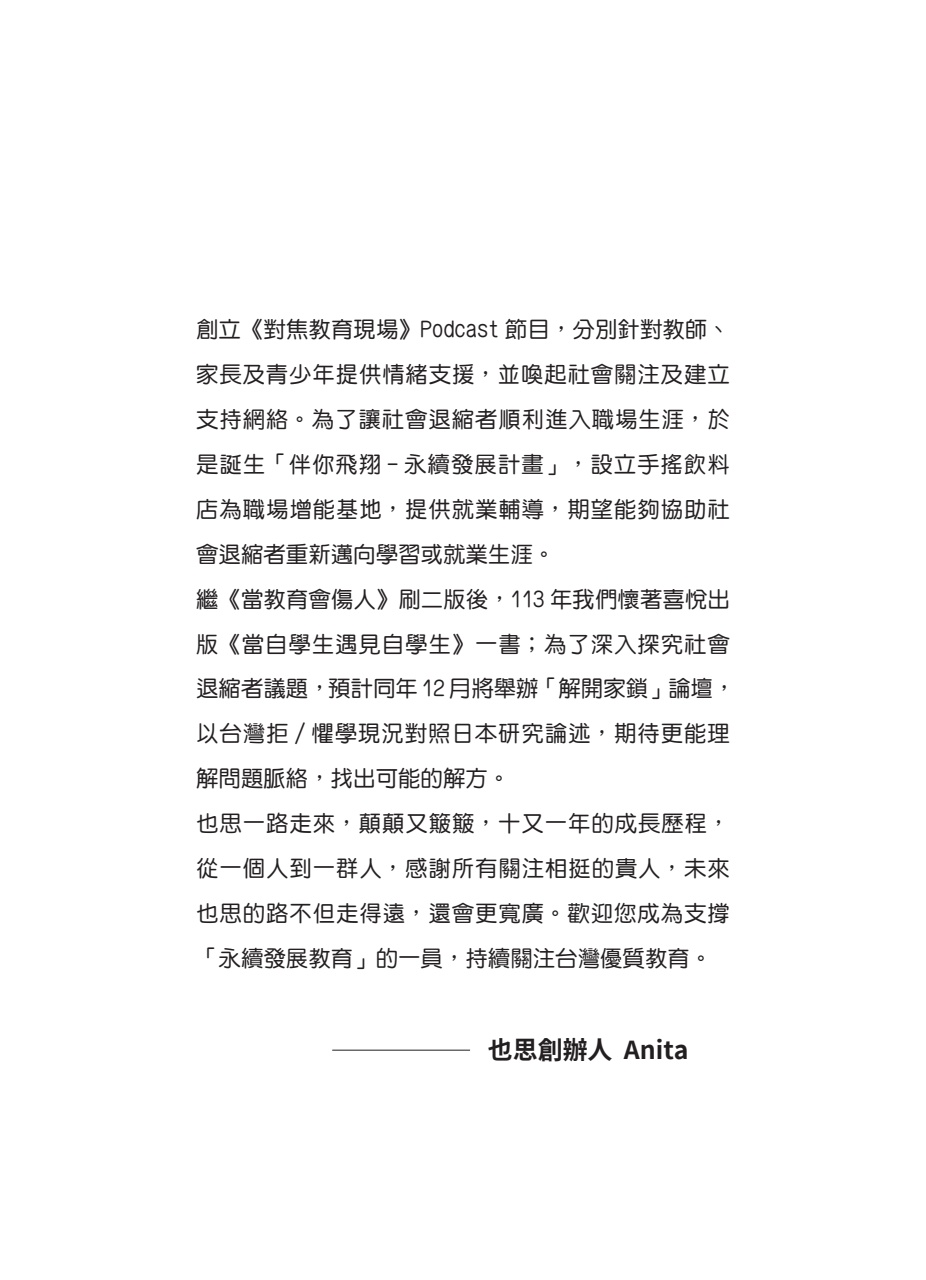 創立《對焦教育現場》Podcast 節目，分別針對教師、
家長及青少年提供情緒支援，並喚起社會關注及建立
支持網絡。為了讓社會退縮者順利進入職場生涯，於
是誕生「伴你飛翔 – 永續發展計畫」，設立手搖飲料
店為職場增能基地，提供就業輔導，期望能夠協助社
會退縮者重新邁向學習或就業生涯。
繼《當教育會傷人》刷二版後，113 年我們懷著喜悅出
版《當自學生遇見自學生》一書；為了深入探究社會
退縮者議題，預計同年 12 月將舉辦「解開家鎖」論壇，
以台灣拒 / 懼學現況對照日本研究論述，期待更能理
解問題脈絡，找出可能的解方。
也思一路走來，顛顛又簸簸，十又一年的成長歷程，
從一個人到一群人，感謝所有關注相挺的貴人，未來
也思的路不但走得遠，還會更寬廣。歡迎您成為支撐
「永續發展教育」的一員，持續關注台灣優質教育。
也思創辦人 Anita